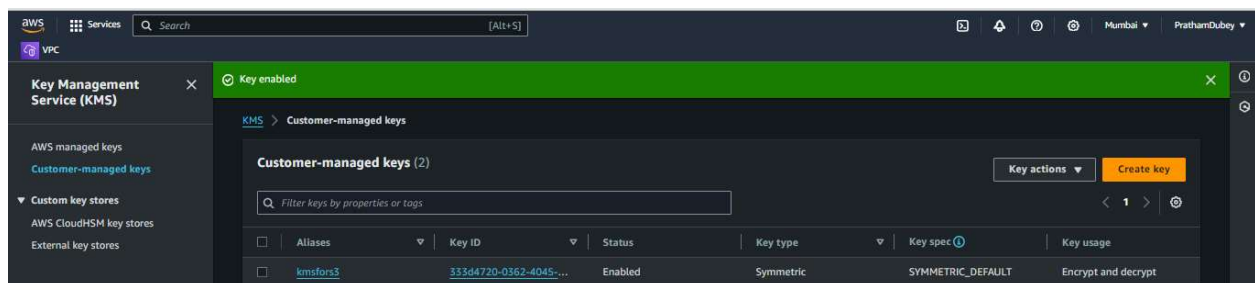 aws Services Search [Alt+S] Mumbai PrathamDubey
VPC
Key Management Service (KMS)
AWS managed keys
Customer-managed keys
Custom key stores
AWS CloudHSM key stores
External key stores
Key enabled
KMS > Customer-managed keys
Customer-managed keys (2)
Key actions Create key
Filter keys by properties or tags
< 1 >
Aliases Key ID Status Key type Key spec Key usage
kmsfors3 333d4720-0362-4045-... Enabled Symmetric SYMMETRIC_DEFAULT Encrypt and decrypt